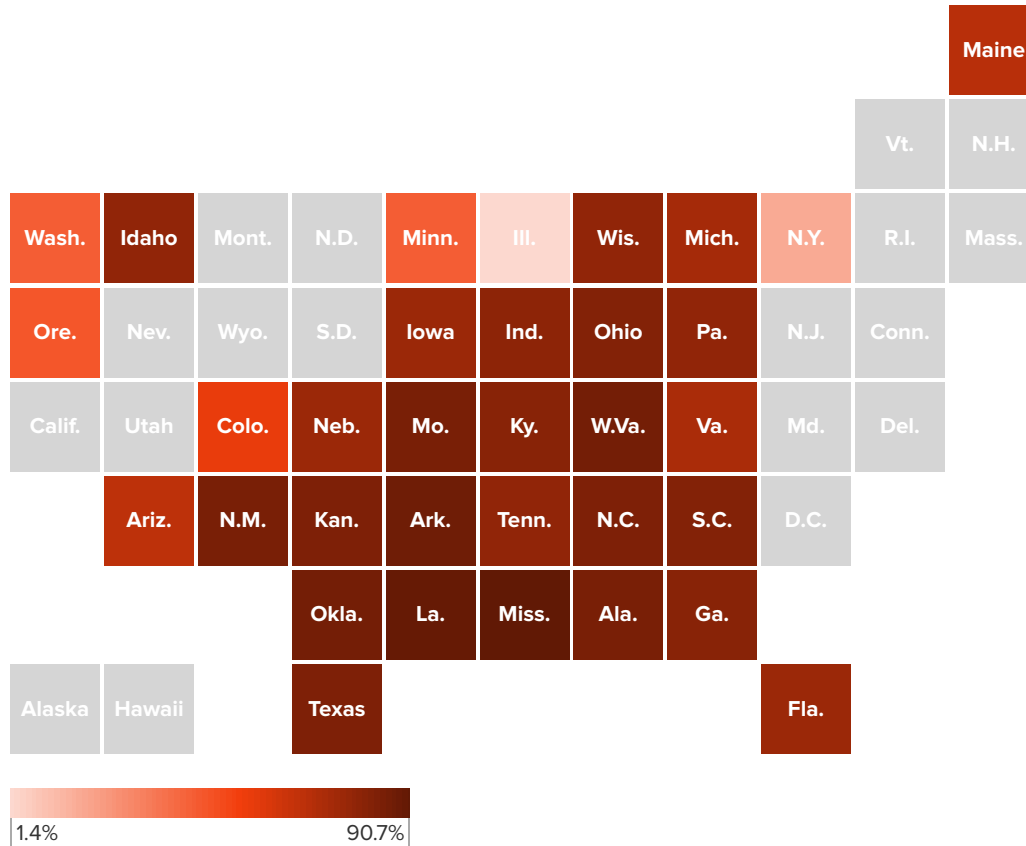 Maine
Vt. N.H.
Wash. Idaho Mont. N.D. Minn. Ill. Wis. Mich. N.Y. R.I. Mass.
Ore. Nev. Wyo. S.D. Iowa Ind. Ohio Pa. N.J. Conn.
Calif. Utah Colo. Neb. Mo. Ky. W.Va. Va. Md. Del.
Ariz. N.M. Kan. Ark. Tenn. N.C. S.C. D.C.
Okla. La. Miss. Ala. Ga.
Alaska Hawaii Texas Fla.
1.4% 90.7%